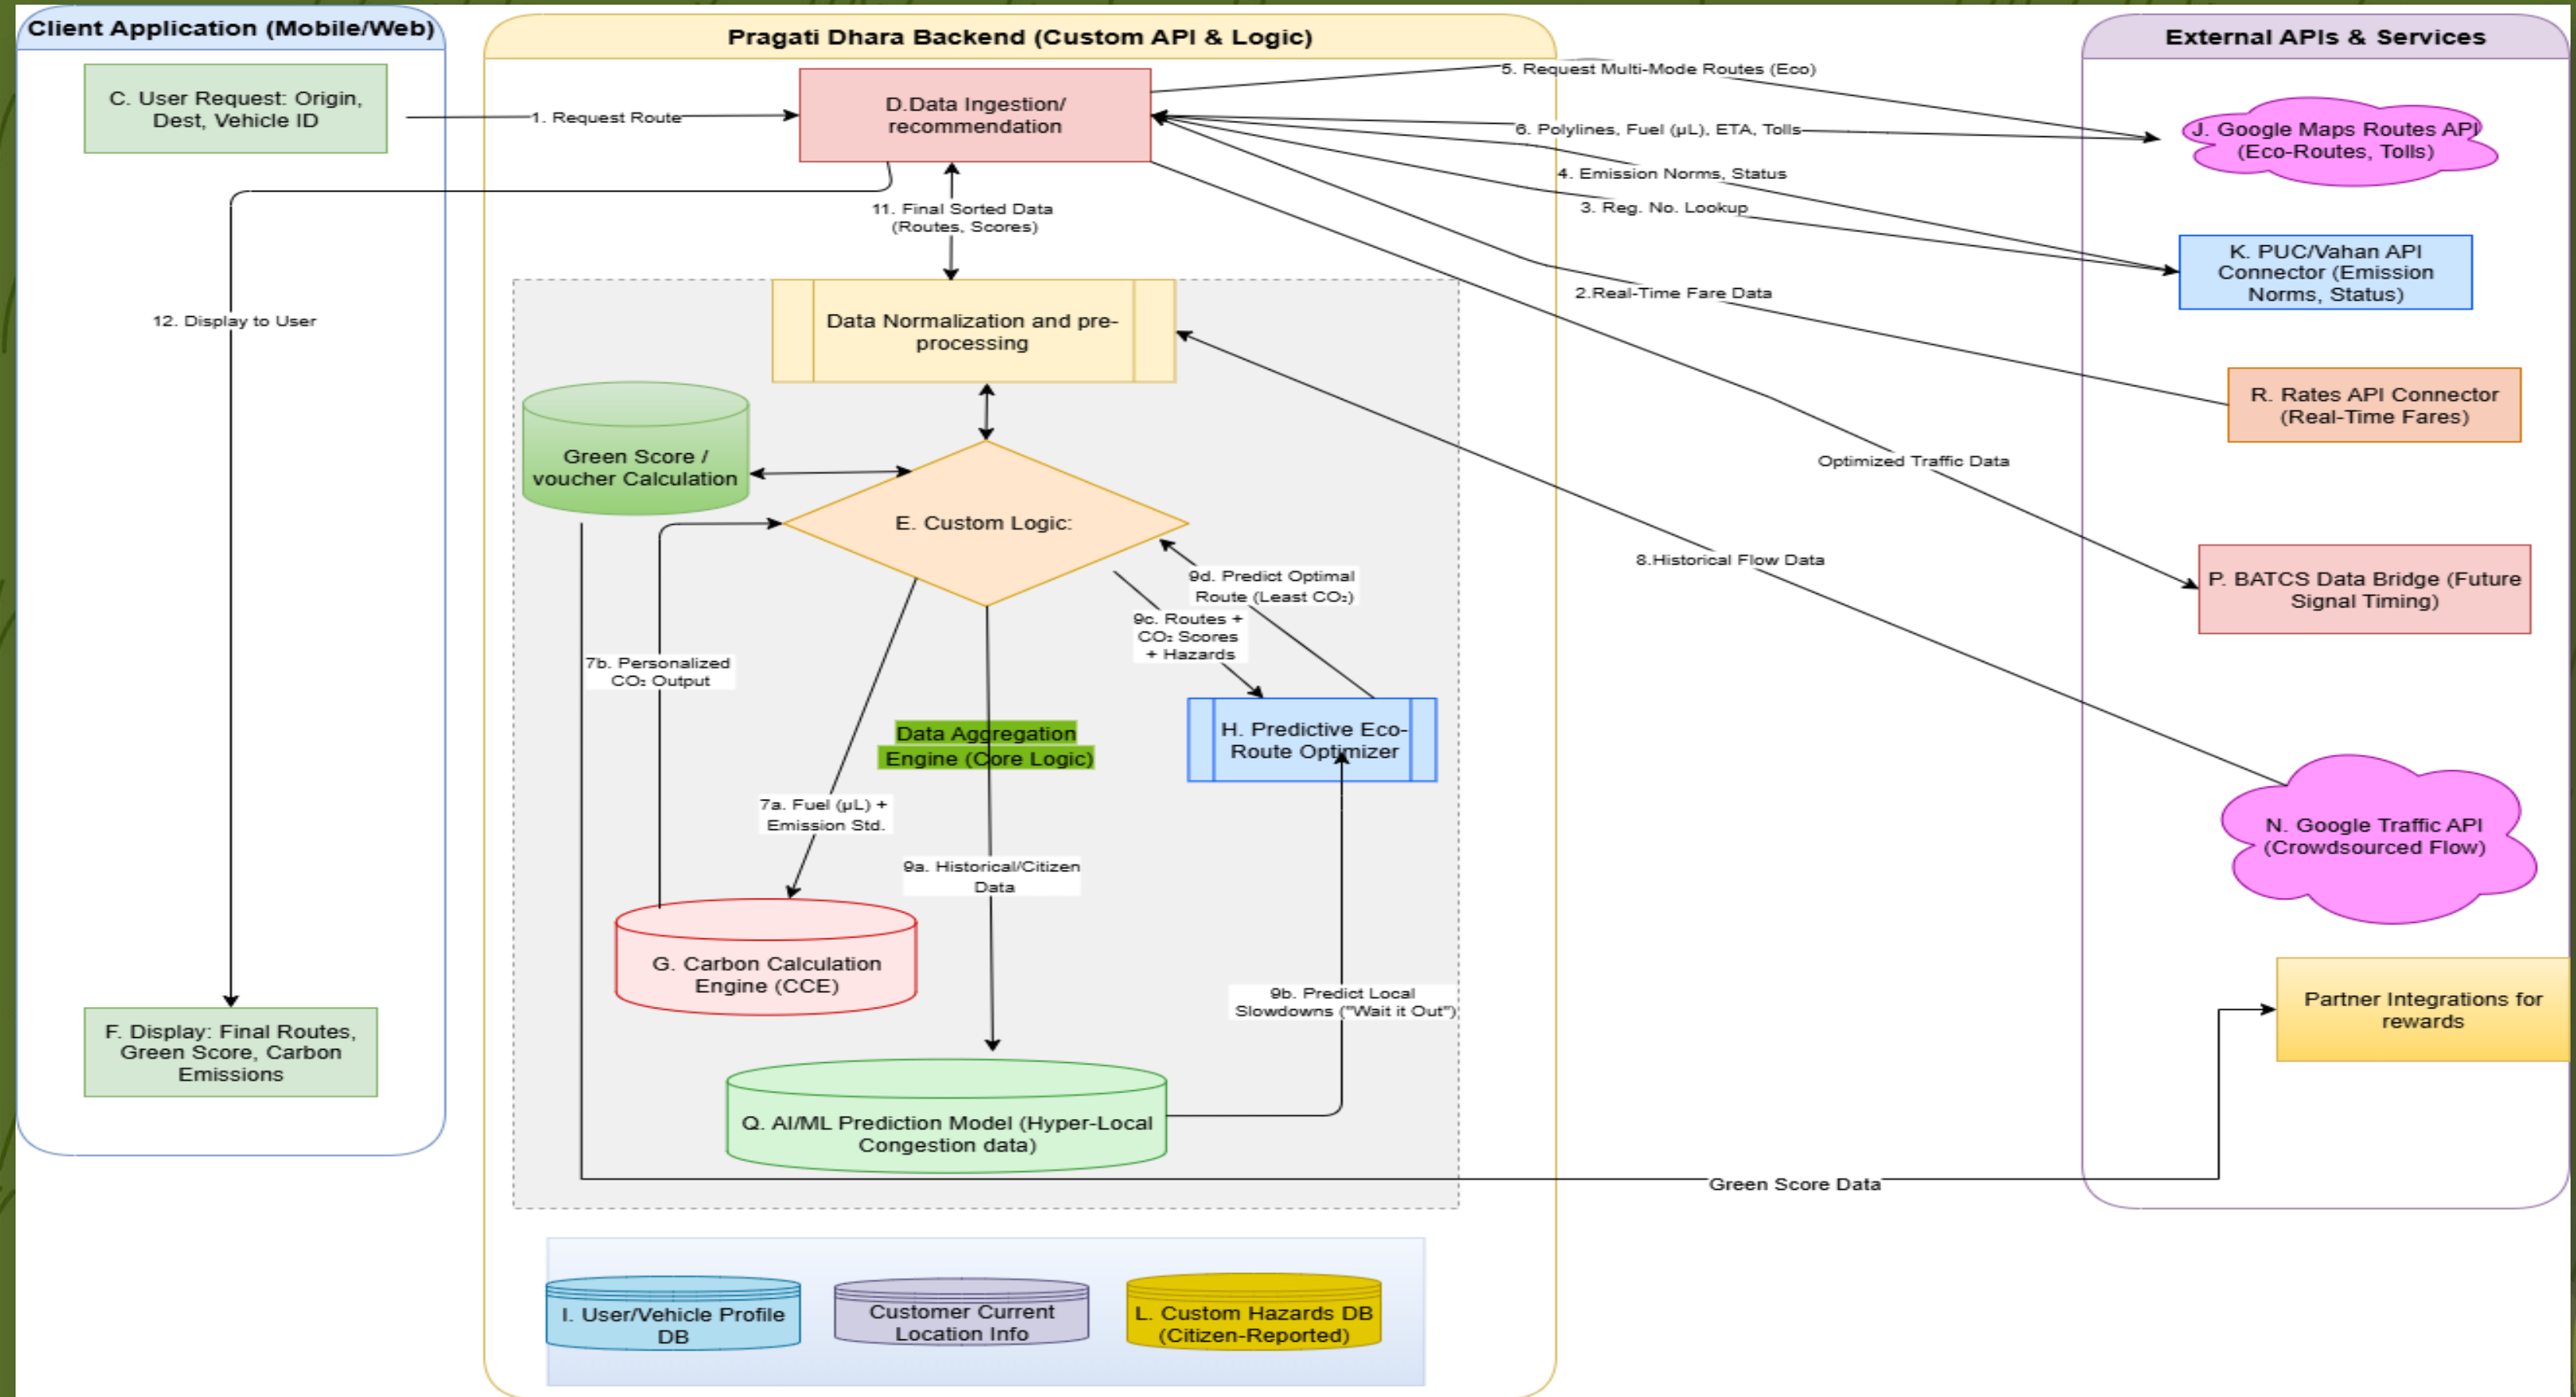 Client Application (Mobile/Web)
C. User Request: Origin,
Dest, Vehicle ID
1. Request Route
12. Display to User
F. Display: Final Routes,
Green Score, Carbon
Emissions
Pragati Dhara Backend (Custom API & Logic)
D.Data Ingestion/
recommendation
11. Final Sorted Data
(Routes, Scores)
Data Normalization and pre-
processing
Green Score /
voucher Calculation
E. Custom Logic:
9d. Predict Optimal
Route (Least CO₂)
9c. Routes +
CO₂ Scores
+ Hazards
7b. Personalized
CO₂ Output
Data Aggregation
Engine (Core Logic)
H. Predictive Eco-
Route Optimizer
7a. Fuel (µL) +
Emission Std.
9a. Historical/Citizen
Data
G. Carbon Calculation
Engine (CCE)
9b. Predict Local
Slowdowns ("Wait it Out")
Q. AI/ML Prediction Model (Hyper-Local
Congestion data)
I. User/Vehicle Profile
DB
Customer Current
Location Info
L. Custom Hazards DB
(Citizen-Reported)
5. Request Multi-Mode Routes (Eco)
6. Polylines, Fuel (µL), ETA, Tolls
4. Emission Norms, Status
3. Reg. No. Lookup
2.Real-Time Fare Data
Optimized Traffic Data
8.Historical Flow Data
Green Score Data
External APIs & Services
J. Google Maps Routes API
(Eco-Routes, Tolls)
K. PUC/Vahan API
Connector (Emission
Norms, Status)
R. Rates API Connector
(Real-Time Fares)
P. BATCS Data Bridge (Future
Signal Timing)
N. Google Traffic API
(Crowdsourced Flow)
Partner Integrations for
rewards